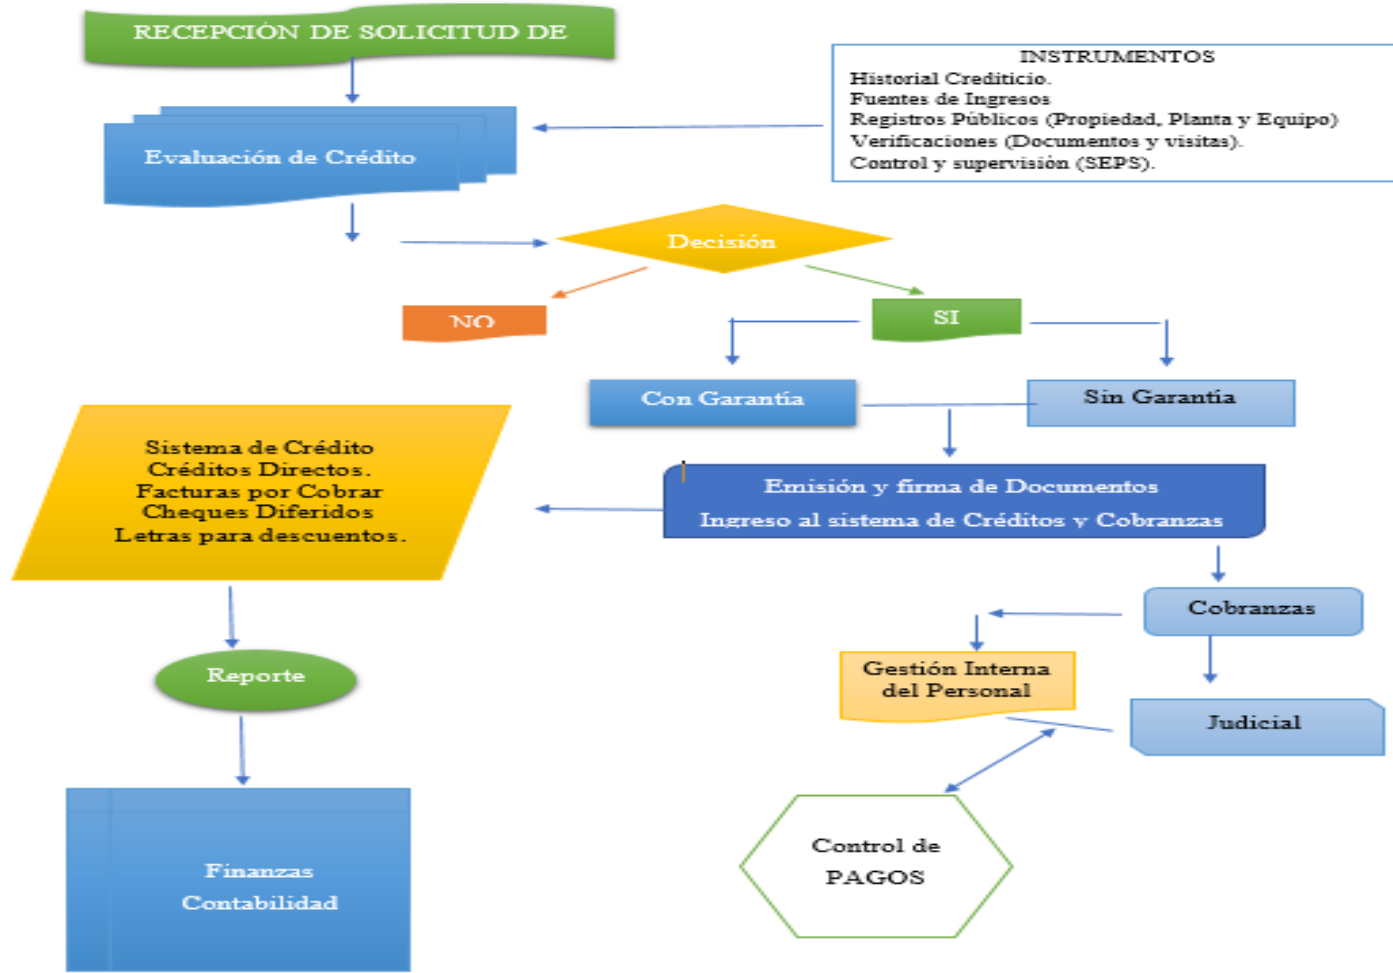 RECEPCIÓN DE SOLICITUD DE
INSTRUMENTOS
Historial Crediticio.
Fuentes de Ingresos
Registros Públicos (Propiedad, Planta y Equipo)
Verificaciones (Documentos y visitas).
Control y supervisión (SEPS).
Evaluación de Crédito
Decisión
NO
SI
Con Garantía
Sin Garantía
Sistema de Crédito
Créditos Directos.
Facturas por Cobrar
Cheques Diferidos
Letras para descuentos.
Emisión y firma de Documentos
Ingreso al sistema de Créditos y Cobranzas
Cobranzas
Reporte
Gestión Interna
del Personal
Judicial
Control de
PAGOS
Finanzas
Contabilidad